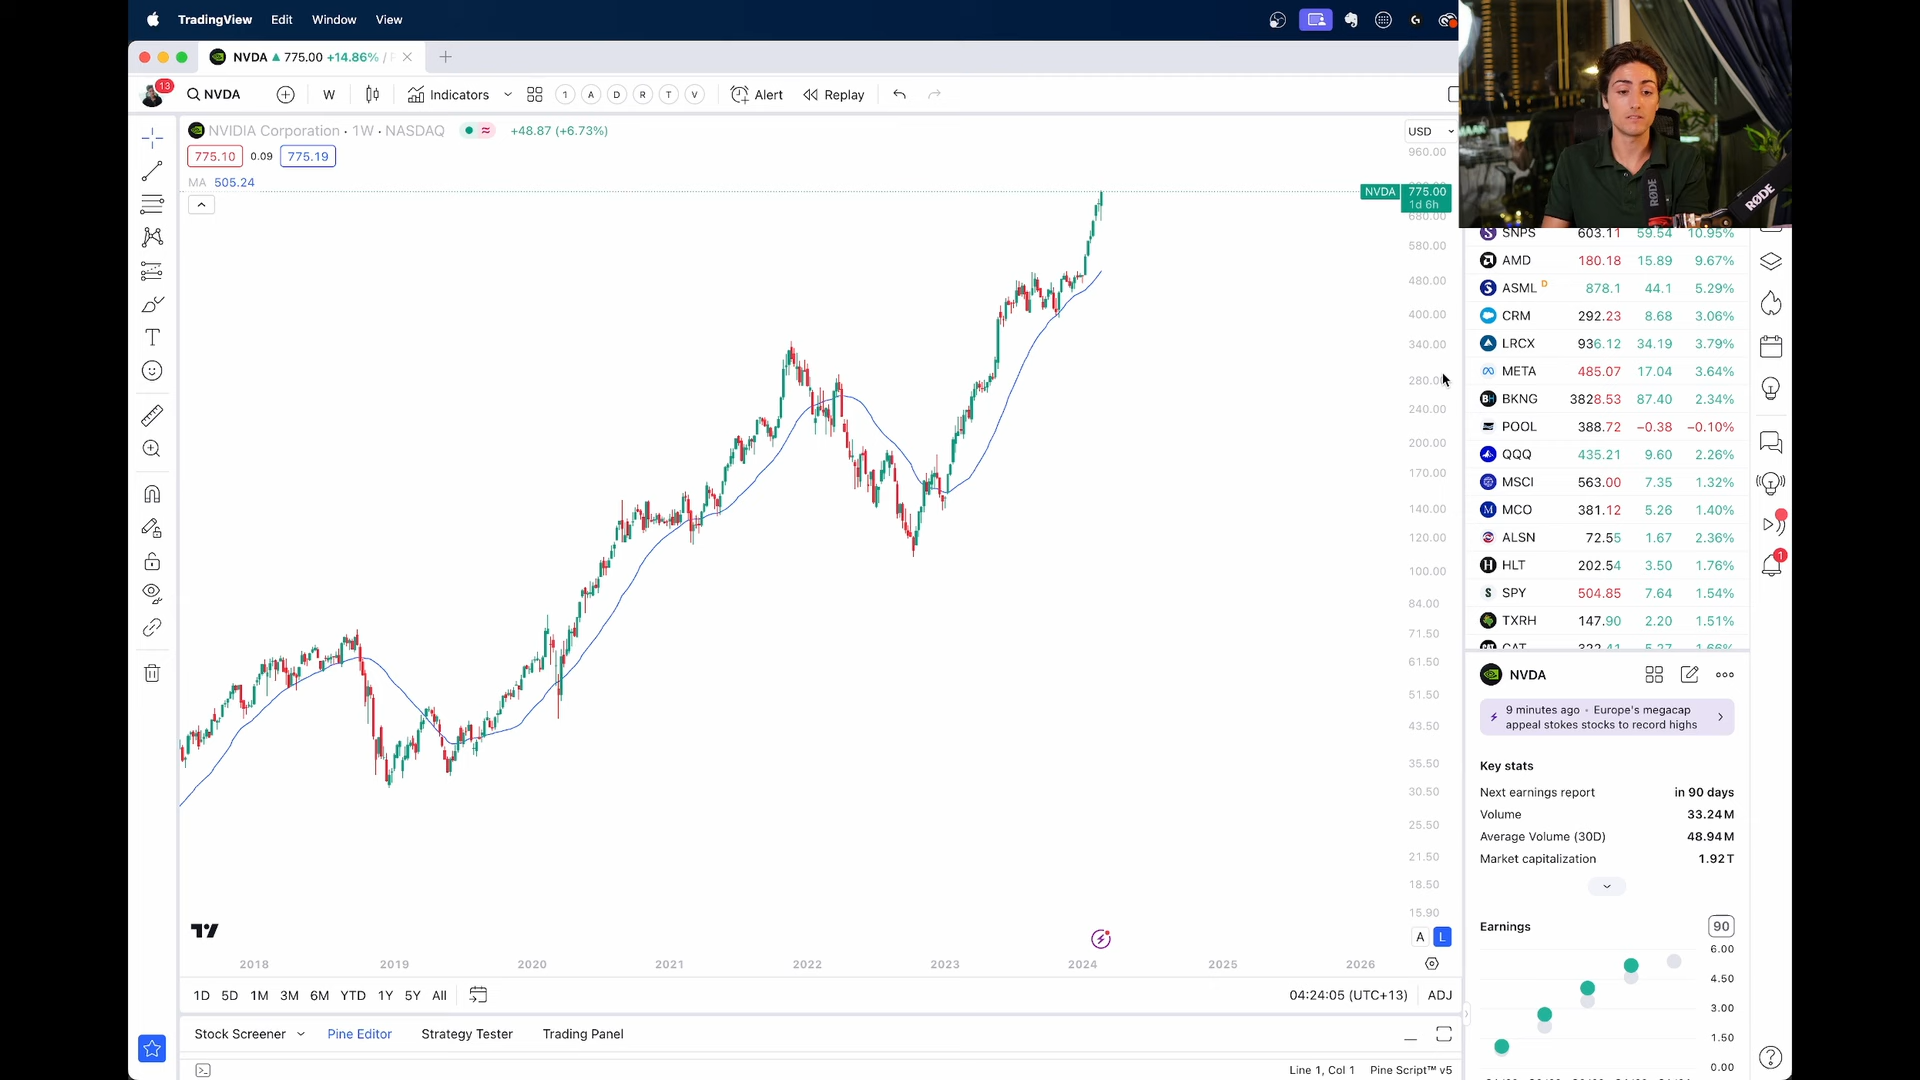 TradingView Edit Window View
NVDA ▲ 775.00 +14.86% /
13
NVDA W Indicators 1 A D R T V Alert Replay
NVIDIA Corporation · 1W · NASDAQ +48.87 (+6.73%)
USD
775.10 0.09 775.19
MA 505.24
960.00
NVDA 775.00
1d 6h
680.00
580.00
480.00
400.00
340.00
280.00
240.00
200.00
170.00
140.00
120.00
100.00
84.00
71.50
61.50
51.50
43.50
35.50
30.50
25.50
21.50
18.50
15.90
A L
2018 2019 2020 2021 2022 2023 2024 2025 2026
1D 5D 1M 3M 6M YTD 1Y 5Y All
04:24:05 (UTC+13) ADJ
Stock Screener Pine Editor Strategy Tester Trading Panel
Line 1, Col 1 Pine Script™ v5
RØDE RØDE
SNPS 603.11 59.54 10.95%
AMD 180.18 15.89 9.67%
ASML D 878.1 44.1 5.29%
CRM 292.23 8.68 3.06%
LRCX 936.12 34.19 3.79%
META 485.07 17.04 3.64%
BKNG 3828.53 87.40 2.34%
POOL 388.72 −0.38 −0.10%
QQQ 435.21 9.60 2.26%
MSCI 563.00 7.35 1.32%
MCO 381.12 5.26 1.40%
ALSN 72.55 1.67 2.36%
HLT 202.54 3.50 1.76%
SPY 504.85 7.64 1.54%
TXRH 147.90 2.20 1.51%
CAT 322.41 5.27 1.66%
1
NVDA
9 minutes ago • Europe's megacap
appeal stokes stocks to record highs
Key stats
Next earnings report in 90 days
Volume 33.24M
Average Volume (30D) 48.94M
Market capitalization 1.92T
Earnings 90
6.00
4.50
3.00
1.50
0.00